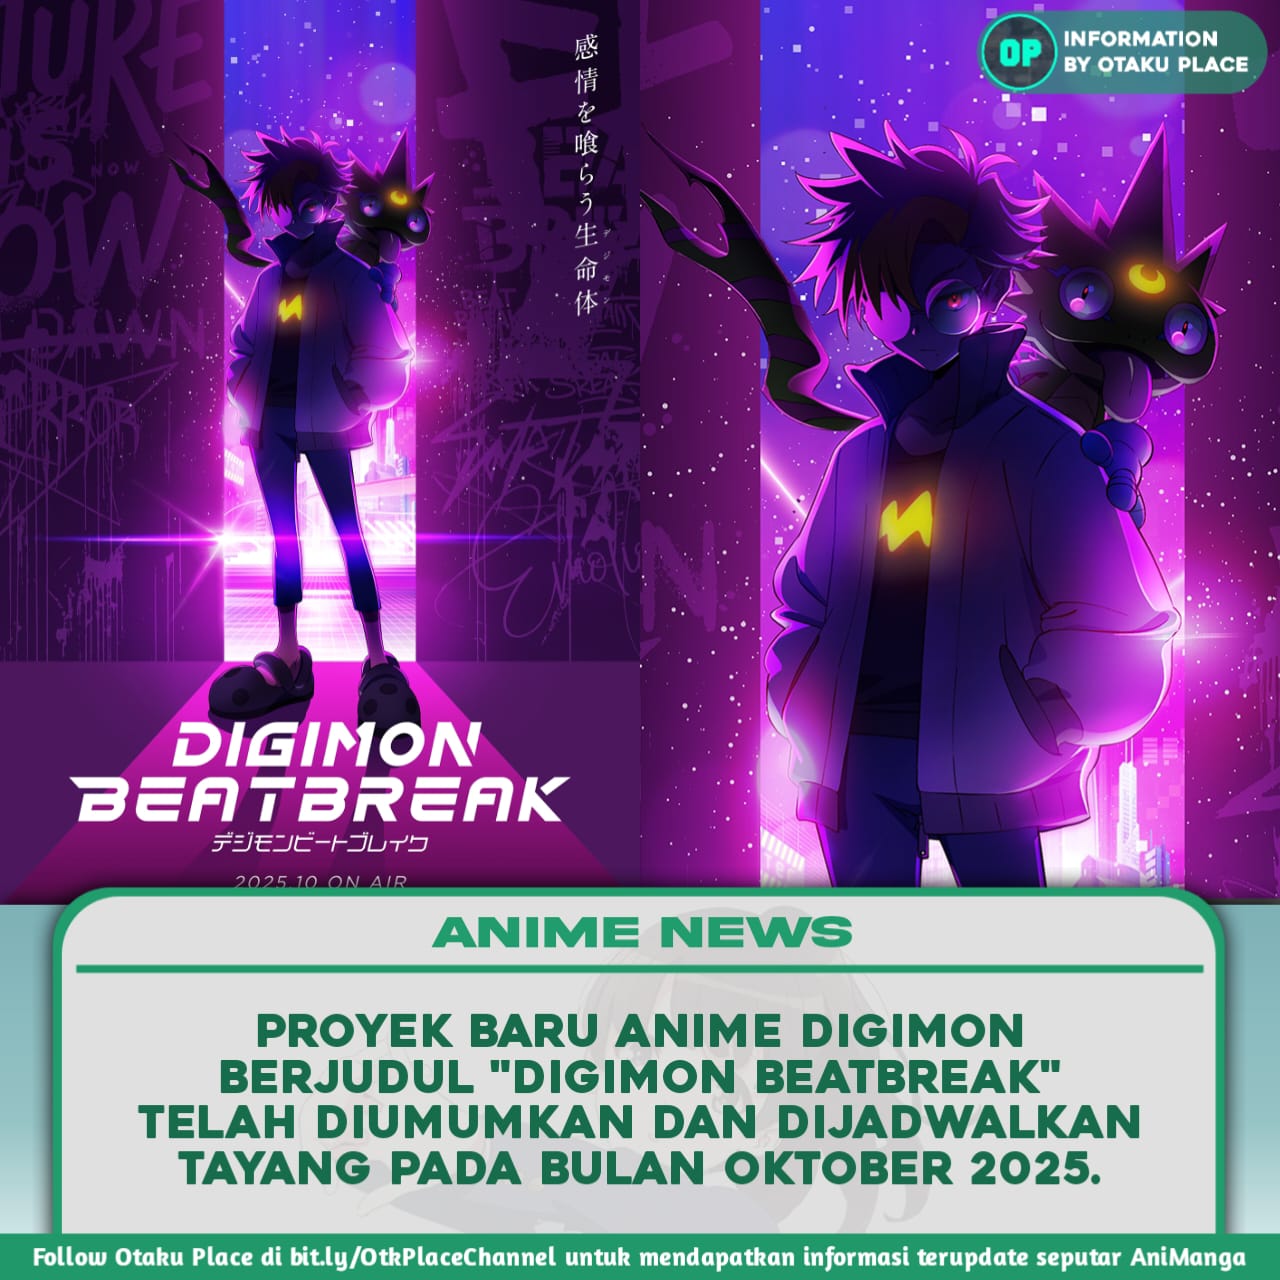 OP
INFORMATION
BY OTAKU PLACE
感情を喰らう生命体
デジモン
NOW
DAWN
DIGIMON
BEATBREAK
デジモンビートブレイク
2025.10 ON AIR
ANIME NEWS
PROYEK BARU ANIME DIGIMON
BERJUDUL "DIGIMON BEATBREAK"
TELAH DIUMUMKAN DAN DIJADWALKAN
TAYANG PADA BULAN OKTOBER 2025.
Follow Otaku Place di bit.ly/OtkPlaceChannel untuk mendapatkan informasi terupdate seputar AniManga